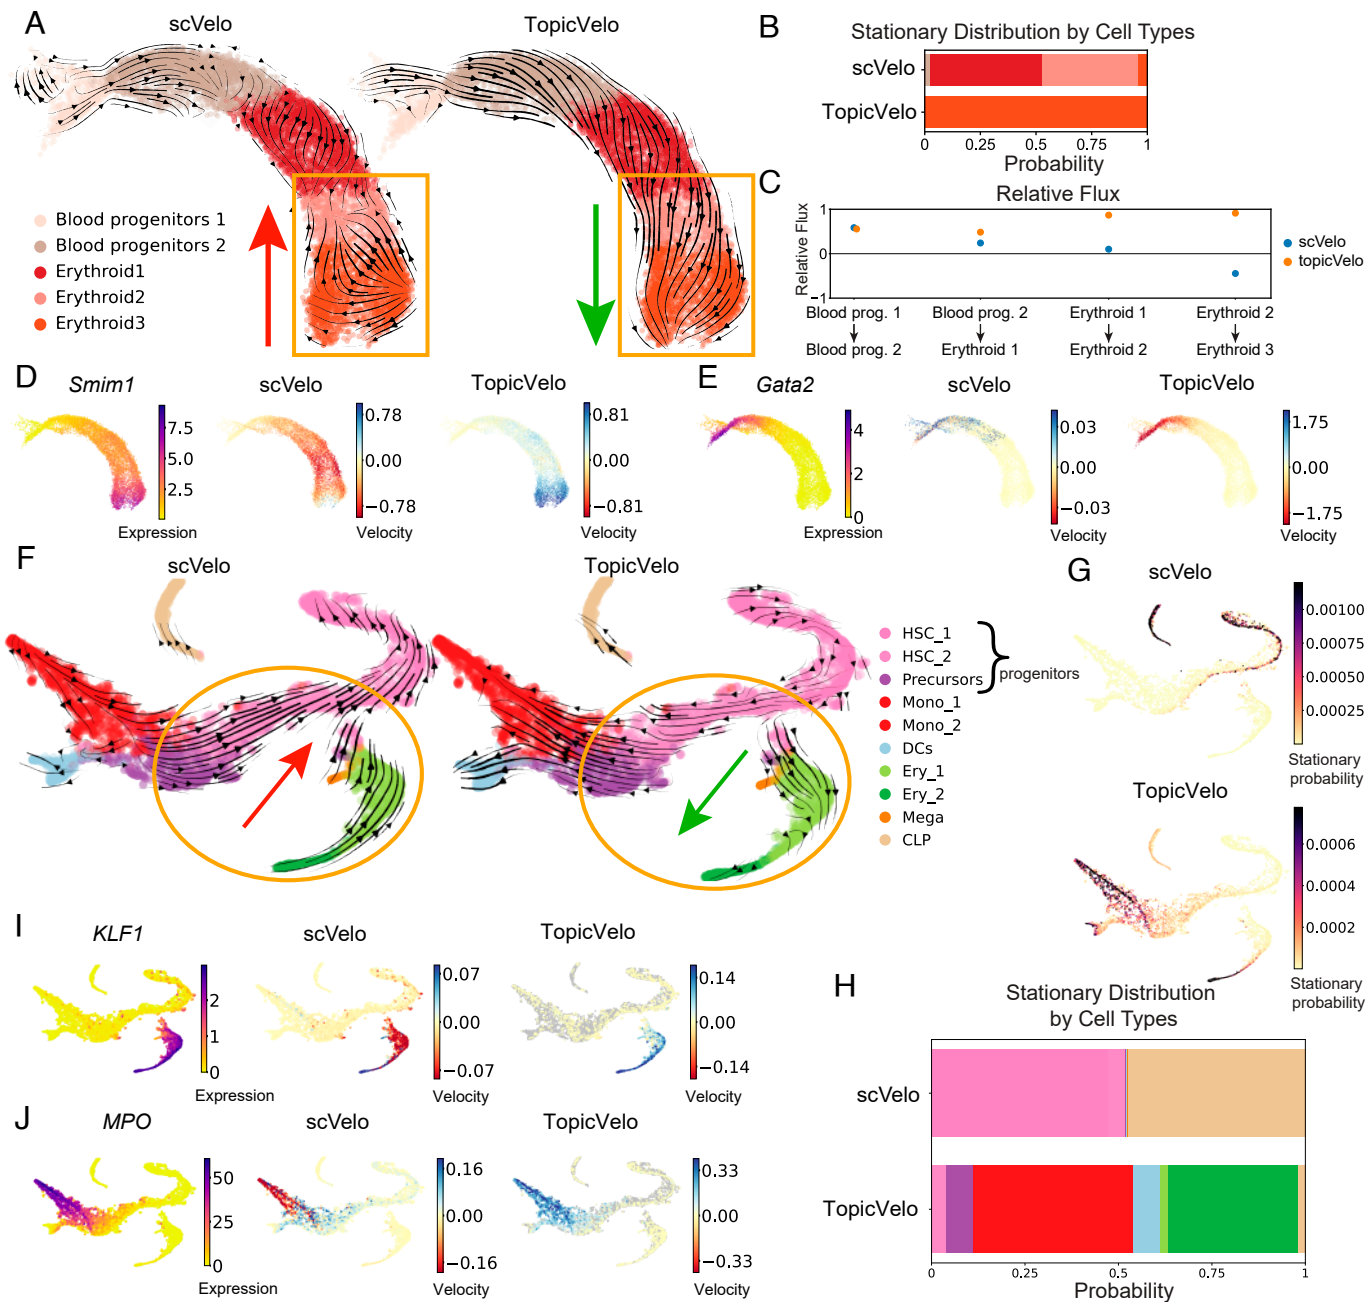 A
scVelo
TopicVelo
Blood progenitors 1
Blood progenitors 2
Erythroid1
Erythroid2
Erythroid3
B
Stationary Distribution by Cell Types
scVelo
TopicVelo
0
0.25
0.5
0.75
1
Probability
C
Relative Flux
Relative Flux
1
0
−1
scVelo
topicVelo
Blood prog. 1
Blood prog. 2
Erythroid 1
Erythroid 2
Blood prog. 2
Erythroid 1
Erythroid 2
Erythroid 3
D
Smim1
scVelo
TopicVelo
7.5
5.0
2.5
Expression
0.78
0.00
−0.78
Velocity
0.81
0.00
−0.81
Velocity
E
Gata2
scVelo
TopicVelo
4
2
0
Expression
0.03
0.00
−0.03
Velocity
1.75
0.00
−1.75
Velocity
F
scVelo
TopicVelo
HSC_1
HSC_2
Precursors
Mono_1
Mono_2
DCs
Ery_1
Ery_2
Mega
CLP
progenitors
G
scVelo
0.00100
0.00075
0.00050
0.00025
Stationary
probability
TopicVelo
0.0006
0.0004
0.0002
Stationary
probability
H
Stationary Distribution
by Cell Types
scVelo
TopicVelo
0
0.25
0.5
0.75
1
Probability
I
KLF1
scVelo
TopicVelo
2
1
0
Expression
0.07
0.00
−0.07
Velocity
0.14
0.00
−0.14
Velocity
J
MPO
scVelo
TopicVelo
50
25
0
Expression
0.16
0.00
−0.16
Velocity
0.33
0.00
−0.33
Velocity